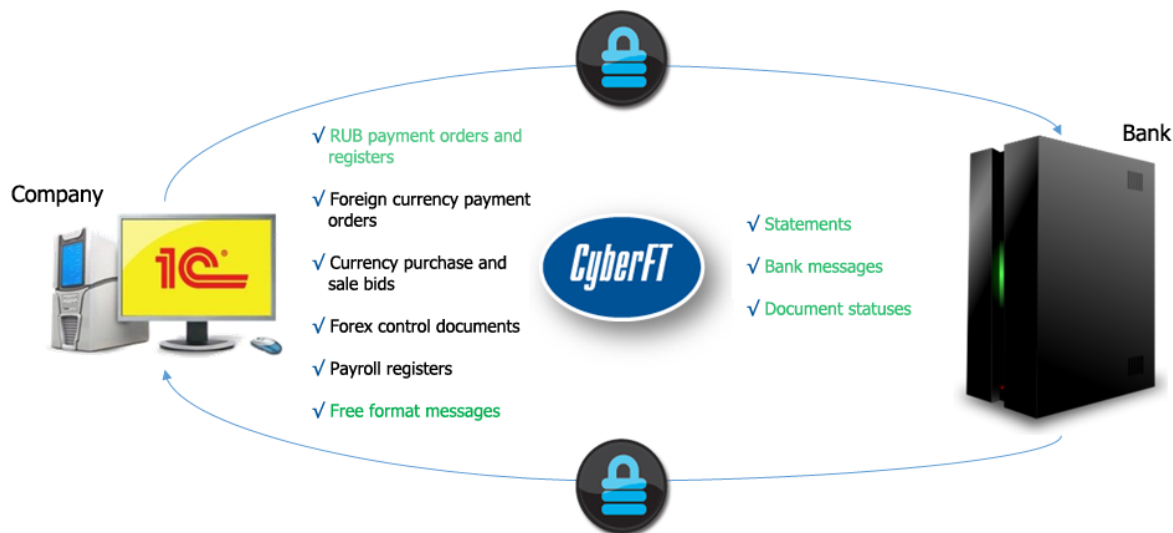 Company
1C
√ RUB payment orders and
registers
√ Foreign currency payment
orders
√ Currency purchase and
sale bids
√ Forex control documents
√ Payroll registers
√ Free format messages
CyberFT
√ Statements
√ Bank messages
√ Document statuses
Bank